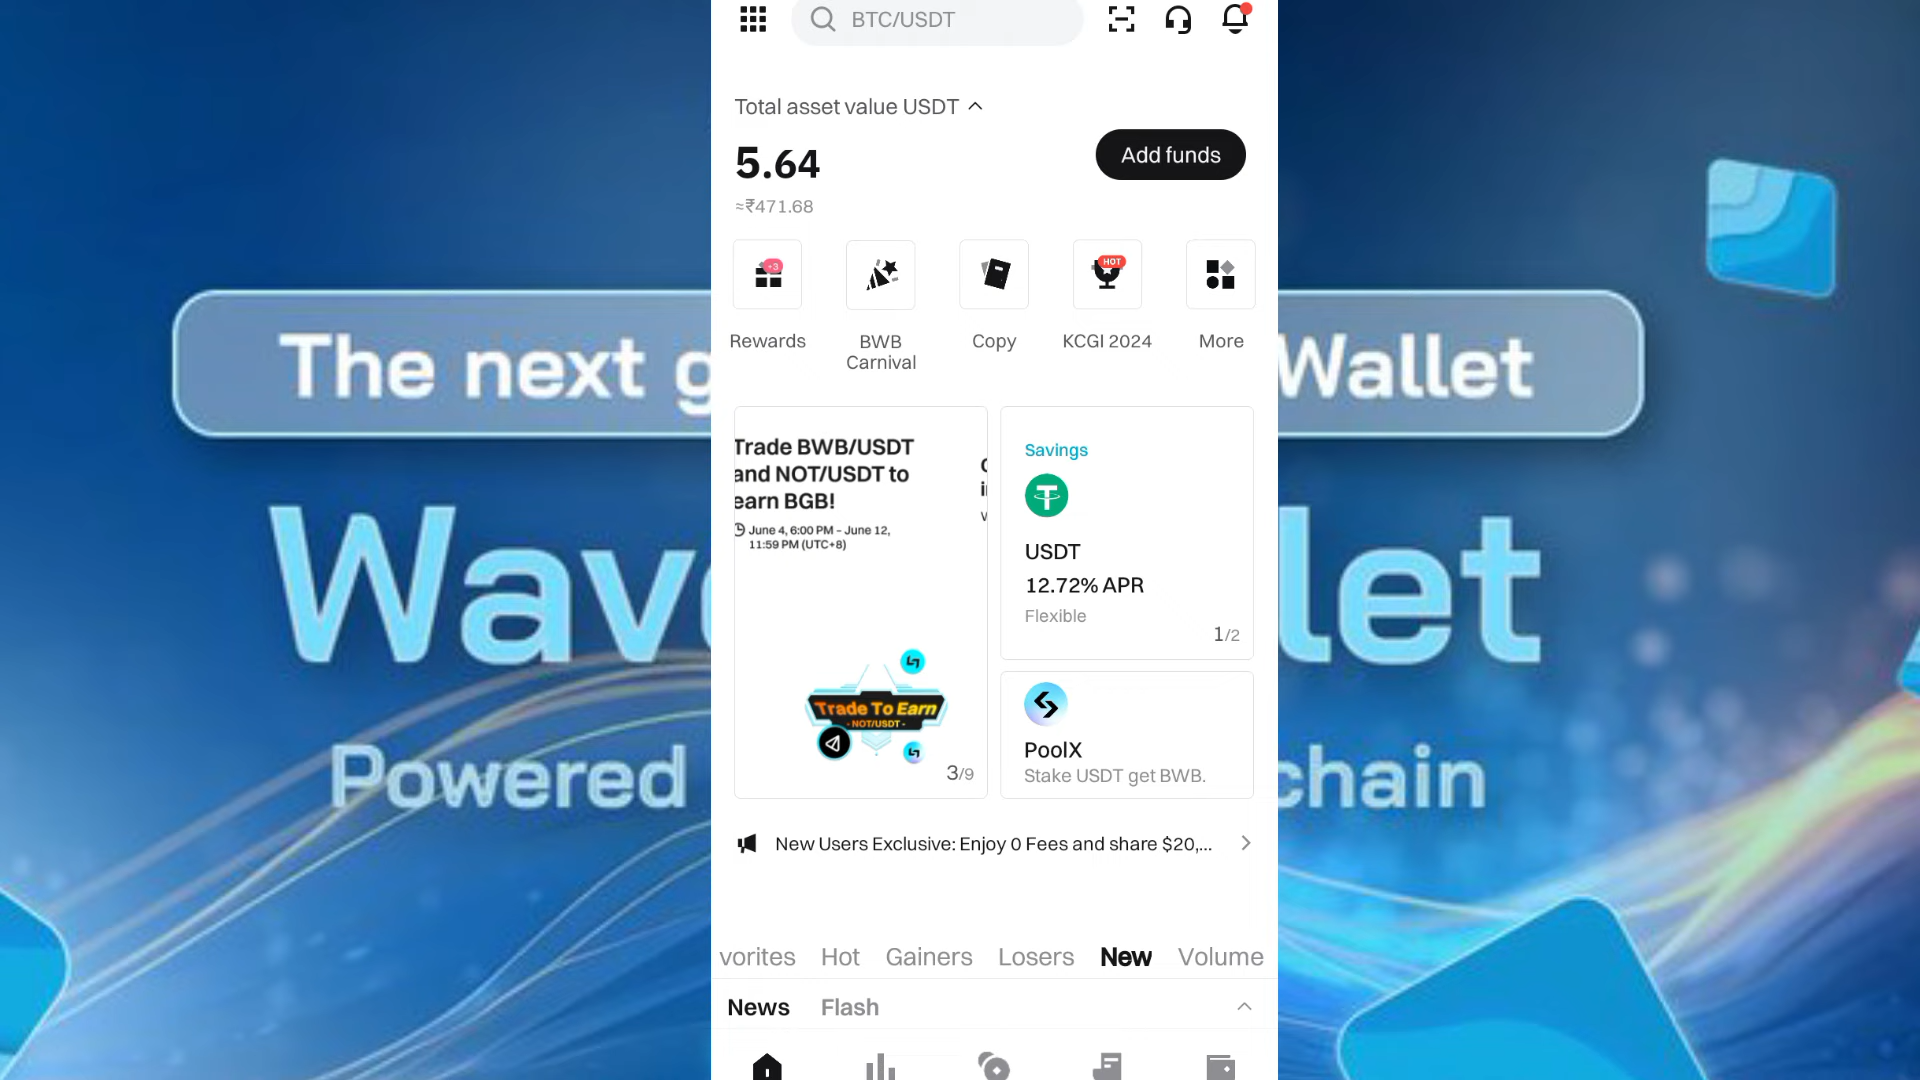 BTC/USDT
Total asset value USDT
5.64
Add funds
≈₹471.68
+3
HOT
Rewards
BWB
Carnival
Copy
KCGI 2024
More
The next g
Wallet
Trade BWB/USDT
and NOT/USDT to
earn BGB!
June 4, 6:00 PM – June 12,
11:59 PM (UTC+8)
Trade To Earn
- NOT/USDT -
3/9
Savings
USDT
12.72% APR
Flexible
1/2
PoolX
Stake USDT get BWB.
Wav
let
Powered
chain
New Users Exclusive: Enjoy 0 Fees and share $20,...
vorites
Hot
Gainers
Losers
New
Volume
News
Flash